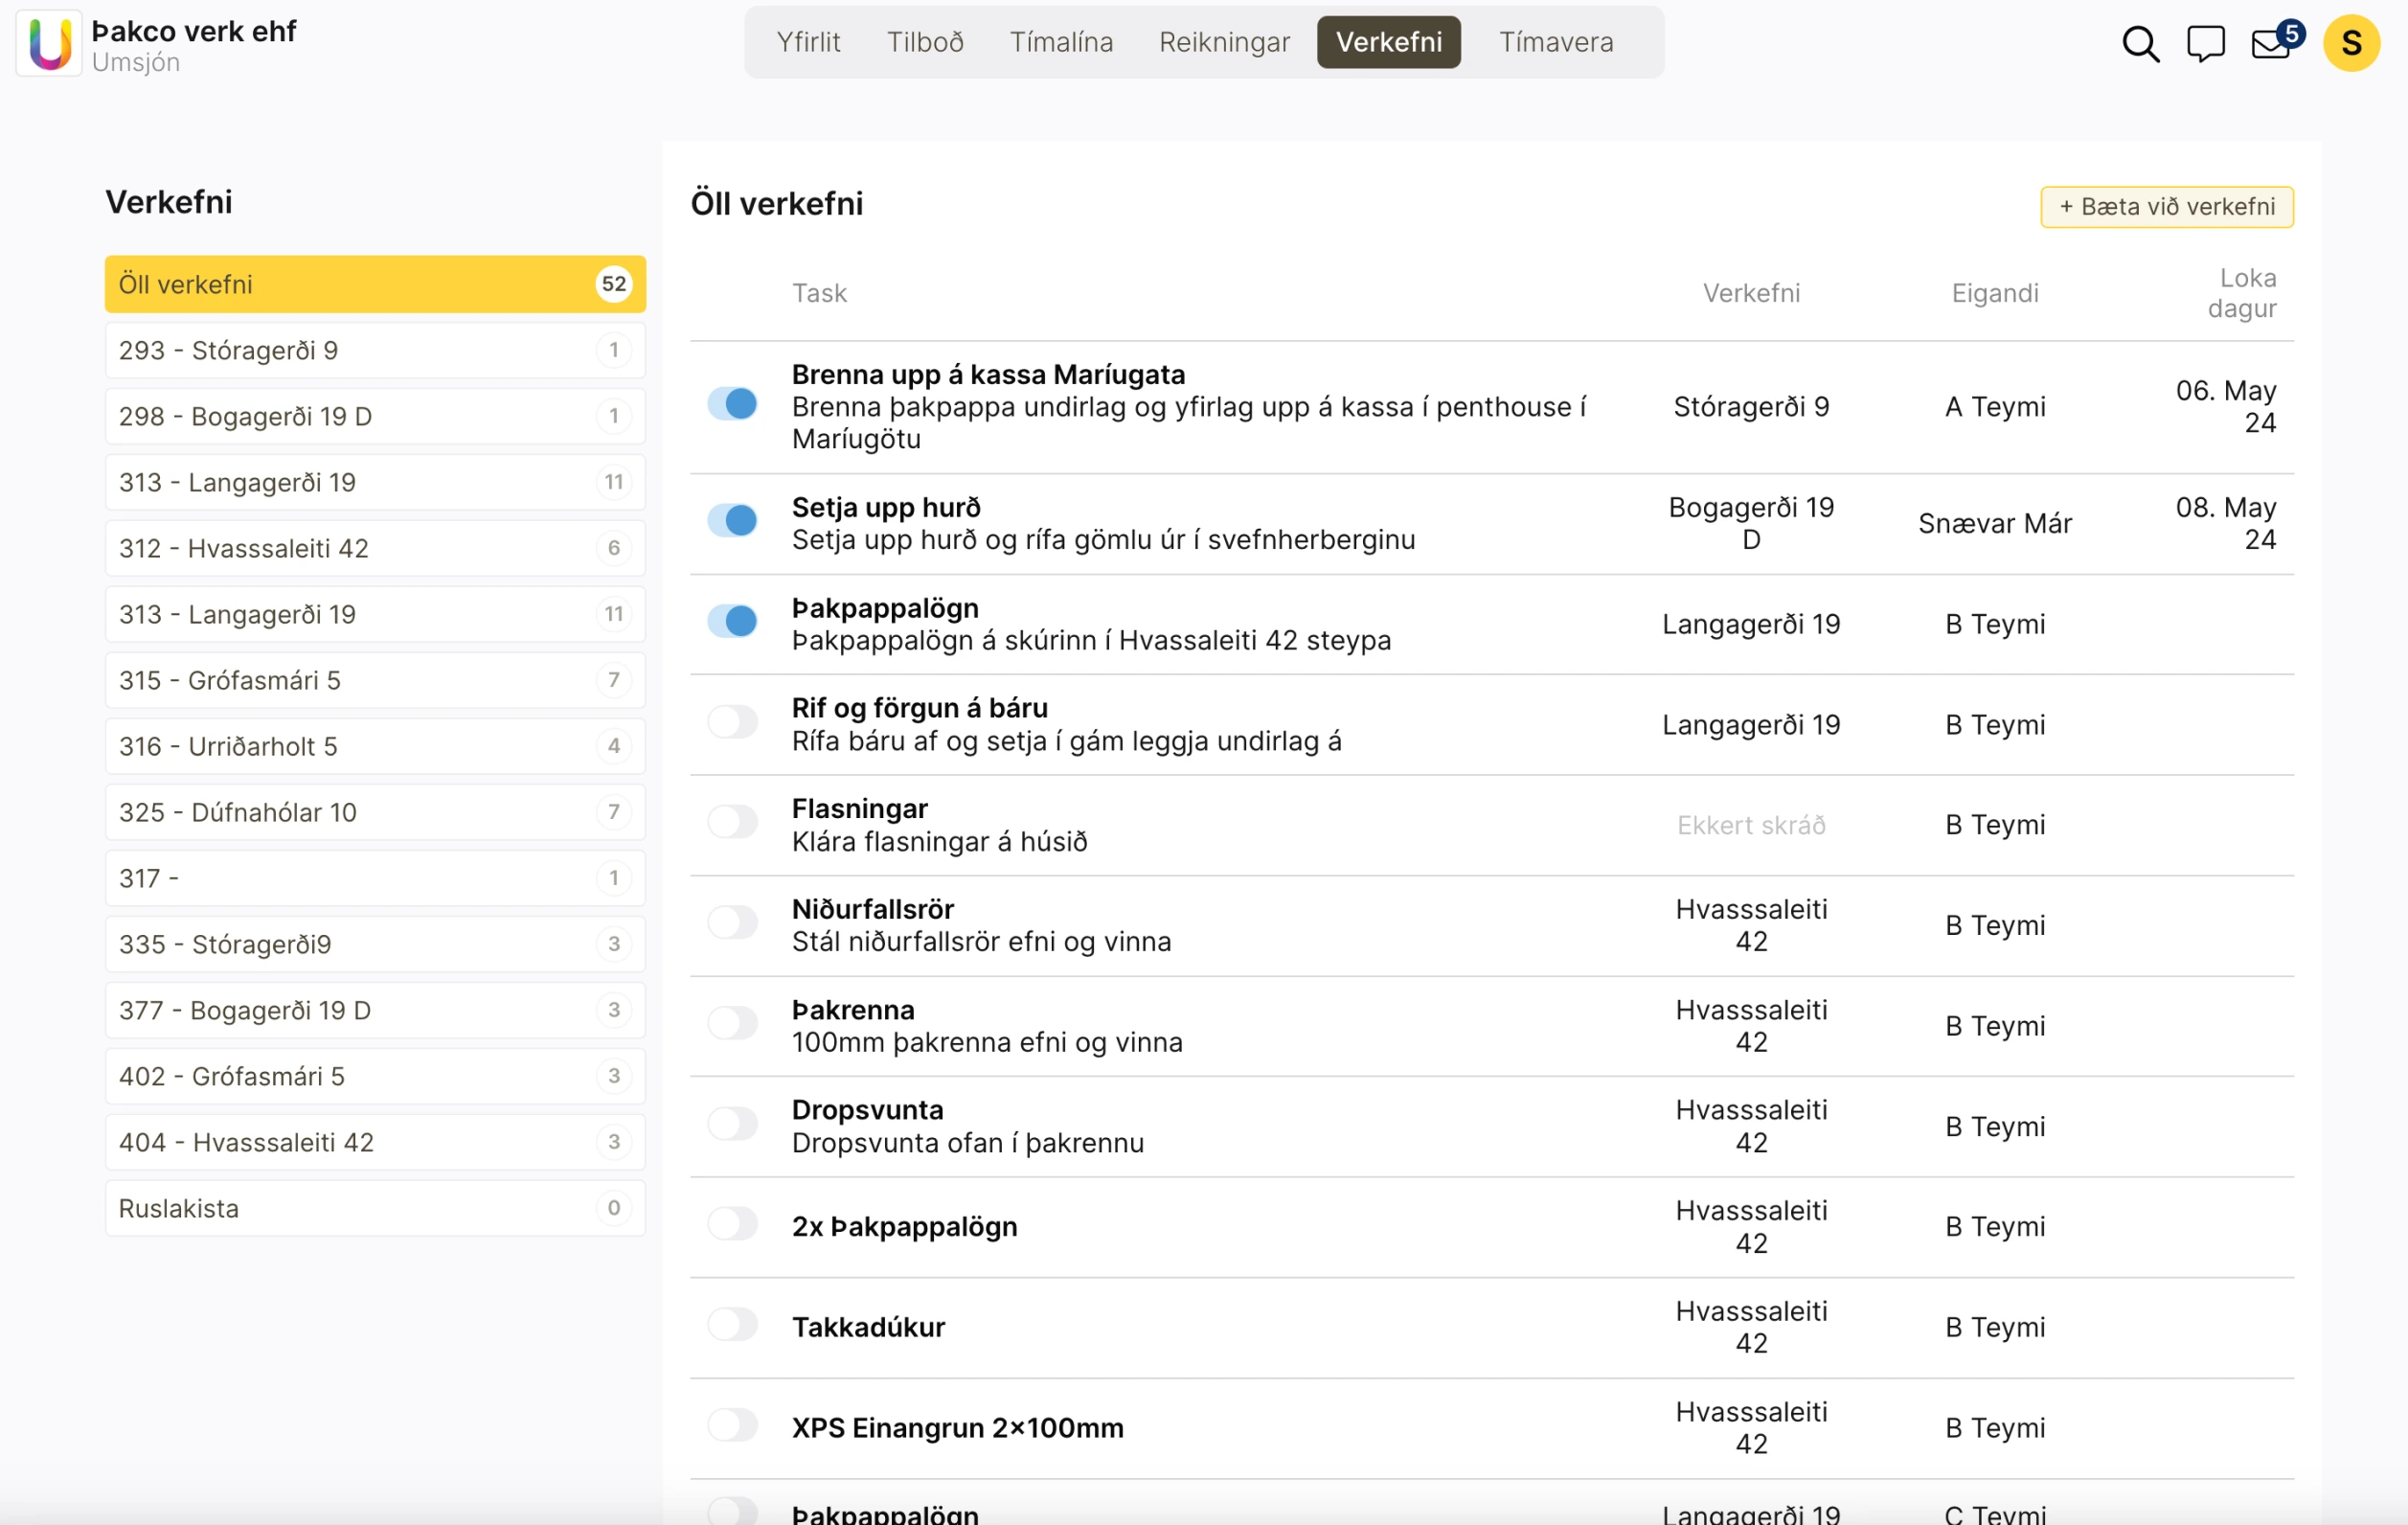 Þakco verk ehf
Umsjón
Yfirlit
Tilboð
Tímalína
Reikningar
Verkefni
Tímavera
5
S
Verkefni
Öll verkefni 52
293 - Stóragerði 9 1
298 - Bogagerði 19 D 1
313 - Langagerði 19 11
312 - Hvasssaleiti 42 6
313 - Langagerði 19 11
315 - Grófasmári 5 7
316 - Urriðarholt 5 4
325 - Dúfnahólar 10 7
317 - 1
335 - Stóragerði9 3
377 - Bogagerði 19 D 3
402 - Grófasmári 5 3
404 - Hvasssaleiti 42 3
Ruslakista 0
Öll verkefni
+ Bæta við verkefni
Task
Verkefni
Eigandi
Loka
dagur
Brenna upp á kassa Maríugata
Brenna þakpappa undirlag og yfirlag upp á kassa í penthouse í
Maríugötu
Stóragerði 9
A Teymi
06. May
24
Setja upp hurð
Setja upp hurð og rífa gömlu úr í svefnherberginu
Bogagerði 19
D
Snævar Már
08. May
24
Þakpappalögn
Þakpappalögn á skúrinn í Hvassaleiti 42 steypa
Langagerði 19
B Teymi
Rif og förgun á báru
Rífa báru af og setja í gám leggja undirlag á
Langagerði 19
B Teymi
Flasningar
Klára flasningar á húsið
Ekkert skráð
B Teymi
Niðurfallsrör
Stál niðurfallsrör efni og vinna
Hvasssaleiti
42
B Teymi
Þakrenna
100mm þakrenna efni og vinna
Hvasssaleiti
42
B Teymi
Dropsvunta
Dropsvunta ofan í þakrennu
Hvasssaleiti
42
B Teymi
2x Þakpappalögn
Hvasssaleiti
42
B Teymi
Takkadúkur
Hvasssaleiti
42
B Teymi
XPS Einangrun 2x100mm
Hvasssaleiti
42
B Teymi
Þakpappalögn
Langagerði 19
C Teymi